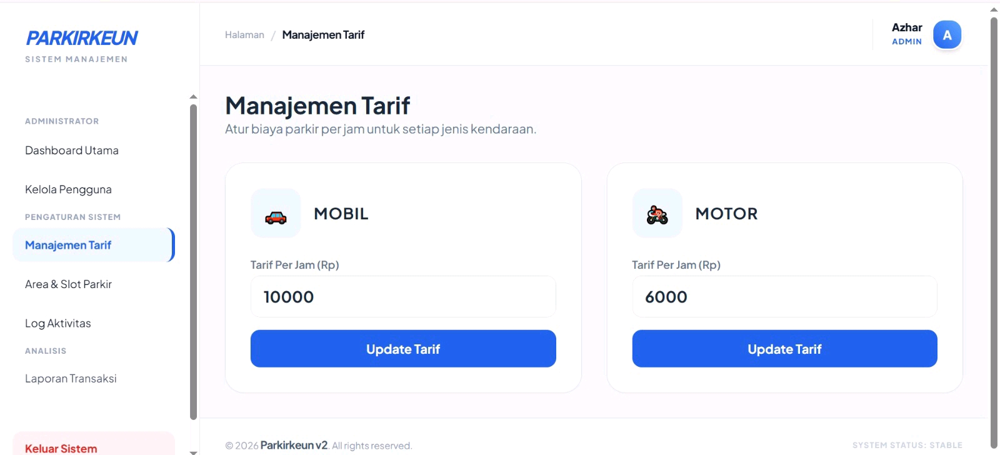 PARKIRKEUN
SISTEM MANAJEMEN
ADMINISTRATOR
Dashboard Utama
Kelola Pengguna
PENGATURAN SISTEM
Manajemen Tarif
Area & Slot Parkir
Log Aktivitas
ANALISIS
Laporan Transaksi
Keluar Sistem
Halaman / Manajemen Tarif
Azhar
ADMIN
A
Manajemen Tarif
Atur biaya parkir per jam untuk setiap jenis kendaraan.
MOBIL
Tarif Per Jam (Rp)
10000
Update Tarif
MOTOR
Tarif Per Jam (Rp)
6000
Update Tarif
© 2026 Parkirkeun v2. All rights reserved.
SYSTEM STATUS: STABLE